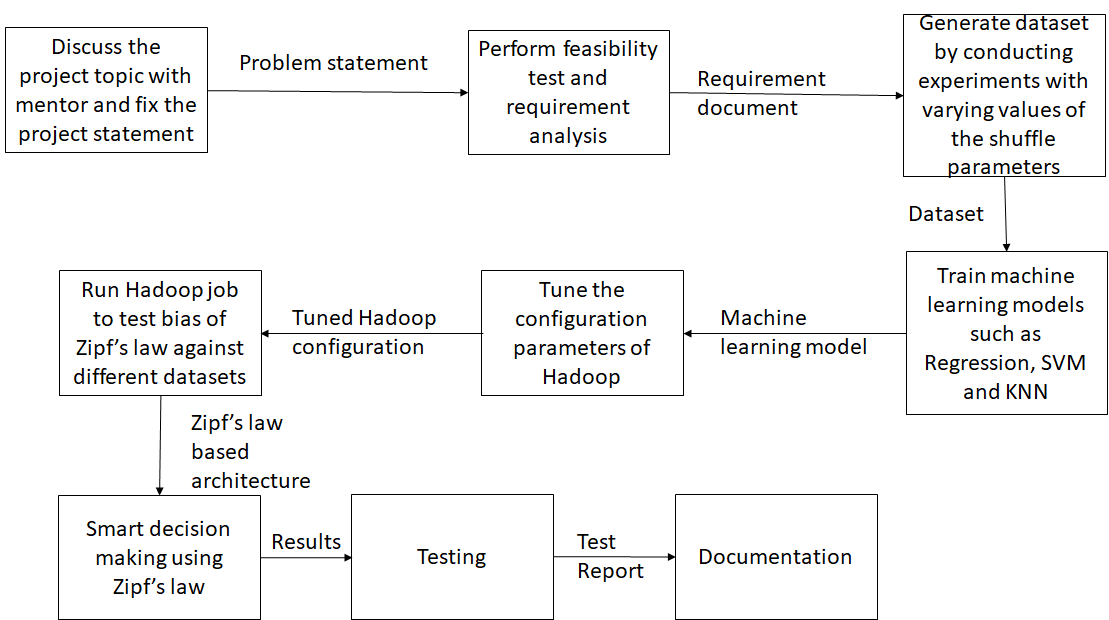 Discuss the
project topic with
mentor and fix the
project statement
Problem statement
Perform feasibility
test and
requirement
analysis
Requirement
document
Generate dataset
by conducting
experiments with
varying values of
the shuffle
parameters
Dataset
Train machine
learning models
such as
Regression, SVM
and KNN
Machine
learning model
Tune the
configuration
parameters of
Hadoop
Tuned Hadoop
configuration
Run Hadoop job
to test bias of
Zipf’s law against
different datasets
Zipf’s law
based
architecture
Smart decision
making using
Zipf’s law
Results
Testing
Test
Report
Documentation